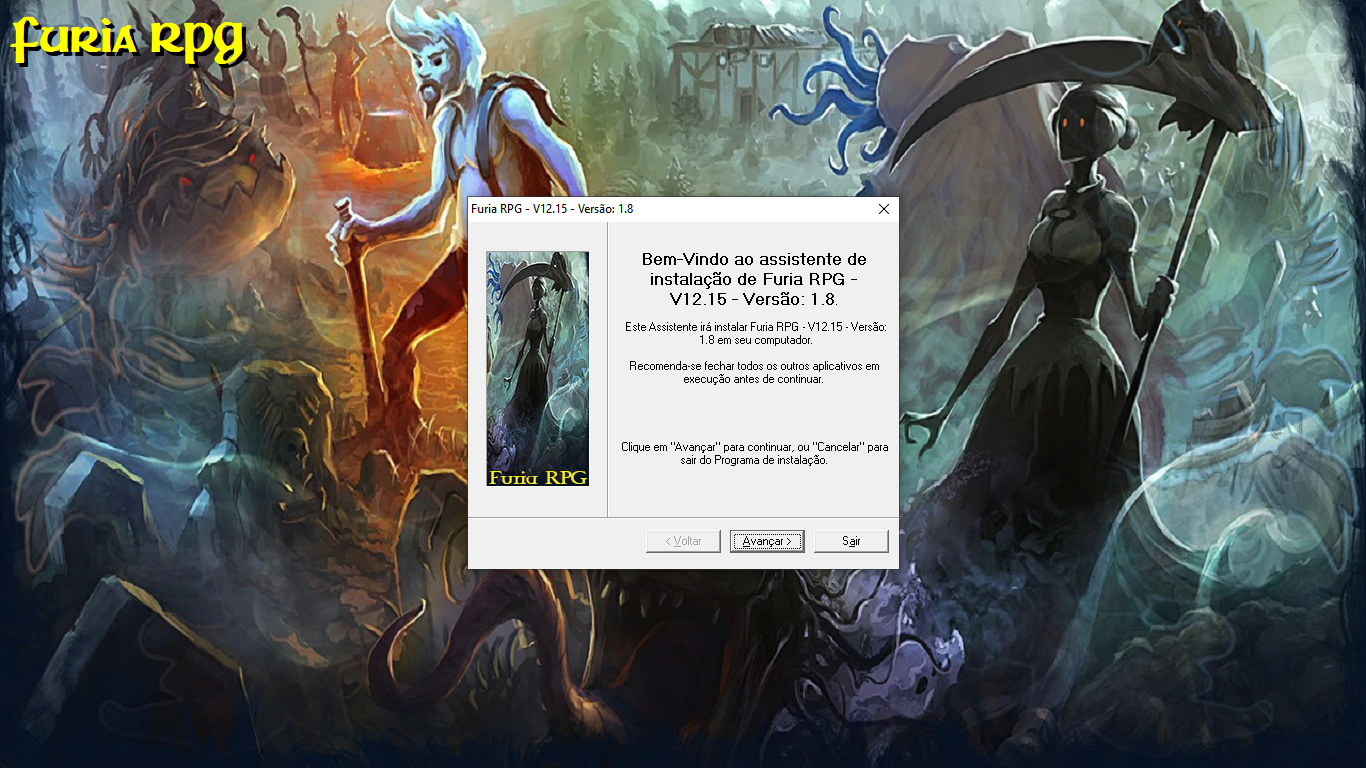 Furia RPG
Furia RPG - V12.15 - Versão: 1.8
Bem-Vindo ao assistente de
instalação de Furia RPG -
V12.15 - Versão: 1.8.
Este Assistente irá instalar Furia RPG - V12.15 - Versão:
1.8 em seu computador.
Recomenda-se fechar todos os outros aplicativos em
execução antes de continuar.
Clique em "Avançar" para continuar, ou "Cancelar" para
sair do Programa de instalação.
Furia RPG
< Voltar
Avançar >
Sair